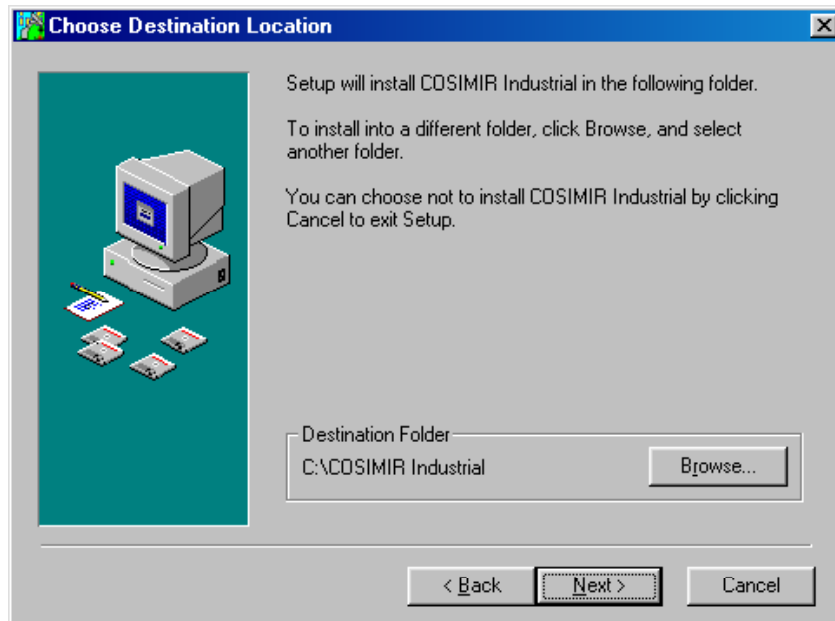 Choose Destination Location
Setup will install COSIMIR Industrial in the following folder.
To install into a different folder, click Browse, and select
another folder.
You can choose not to install COSIMIR Industrial by clicking
Cancel to exit Setup.
Destination Folder
C:\COSIMIR Industrial
Browse...
< Back
Next >
Cancel